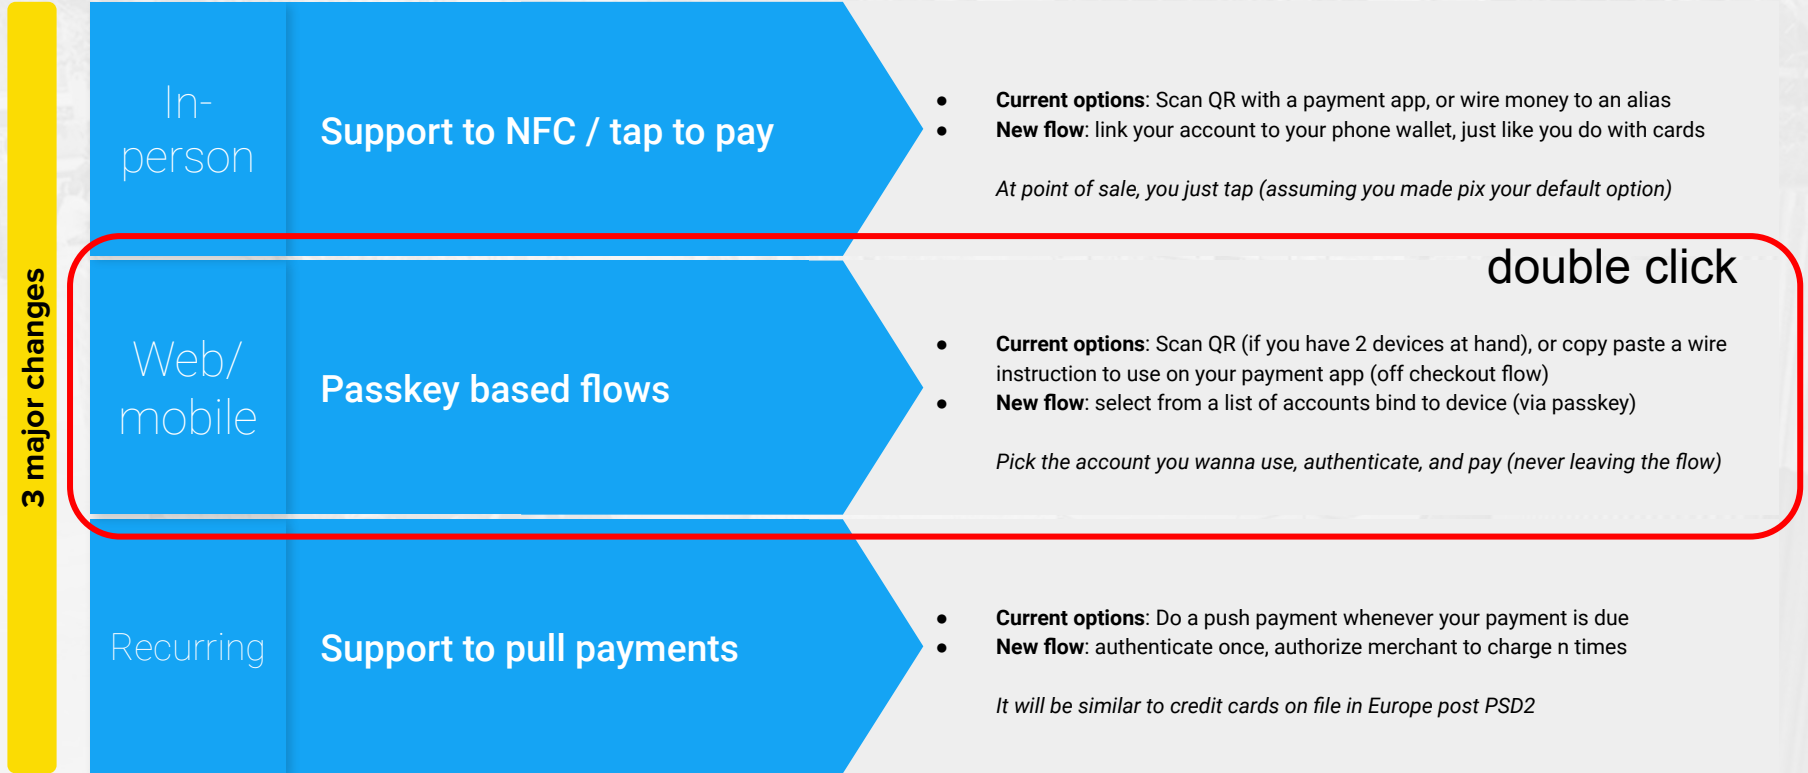 3 major changes
In-
person
Support to NFC / tap to pay
● Current options: Scan QR with a payment app, or wire money to an alias
● New flow: link your account to your phone wallet, just like you do with cards
At point of sale, you just tap (assuming you made pix your default option)
double click
Web/
mobile
Passkey based flows
● Current options: Scan QR (if you have 2 devices at hand), or copy paste a wire
instruction to use on your payment app (off checkout flow)
● New flow: select from a list of accounts bind to device (via passkey)
Pick the account you wanna use, authenticate, and pay (never leaving the flow)
Recurring
Support to pull payments
● Current options: Do a push payment whenever your payment is due
● New flow: authenticate once, authorize merchant to charge n times
It will be similar to credit cards on file in Europe post PSD2